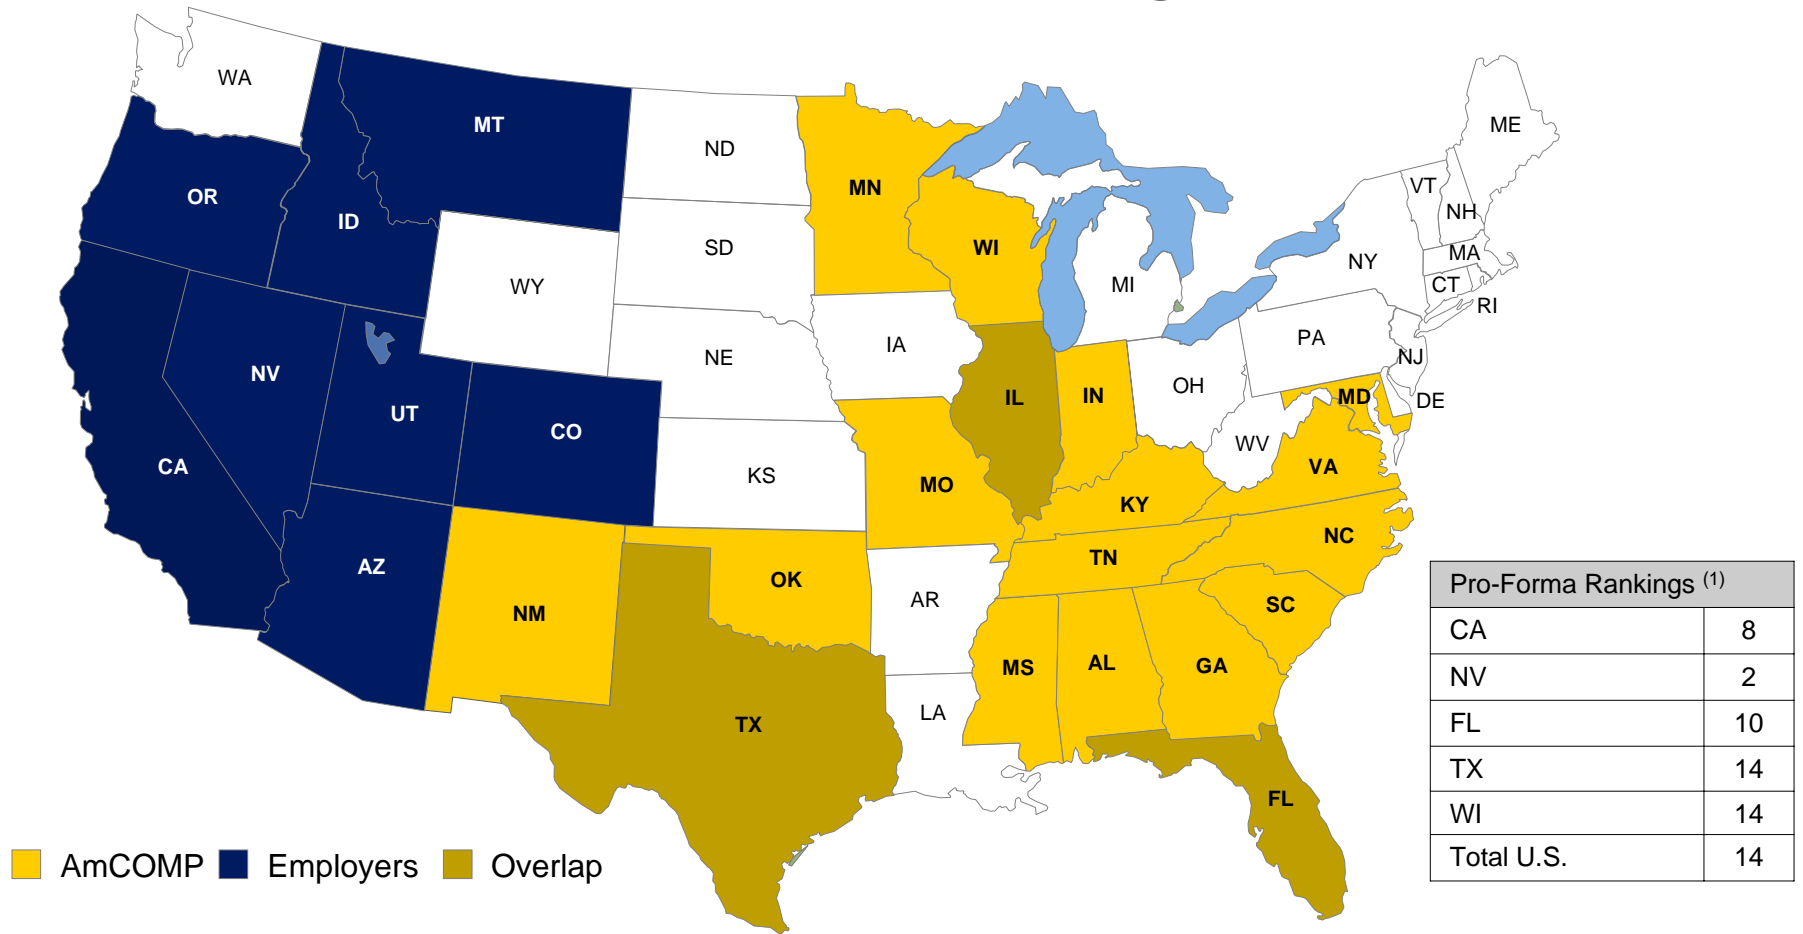 WA
MT
ND
ME
OR
ID
MN
VT
NH
SD
WI
MA
WY
MI
NY
CT
RI
NE
IA
PA
NJ
NV
UT
OH
IL
IN
MD
DE
CO
WV
CA
KS
MO
VA
KY
NC
AZ
OK
TN
NM
AR
SC
MS
AL
GA
LA
TX
FL
Pro-Forma Rankings (1)
CA 8
NV 2
FL 10
TX 14
WI 14
Total U.S. 14
AmCOMP Employers Overlap